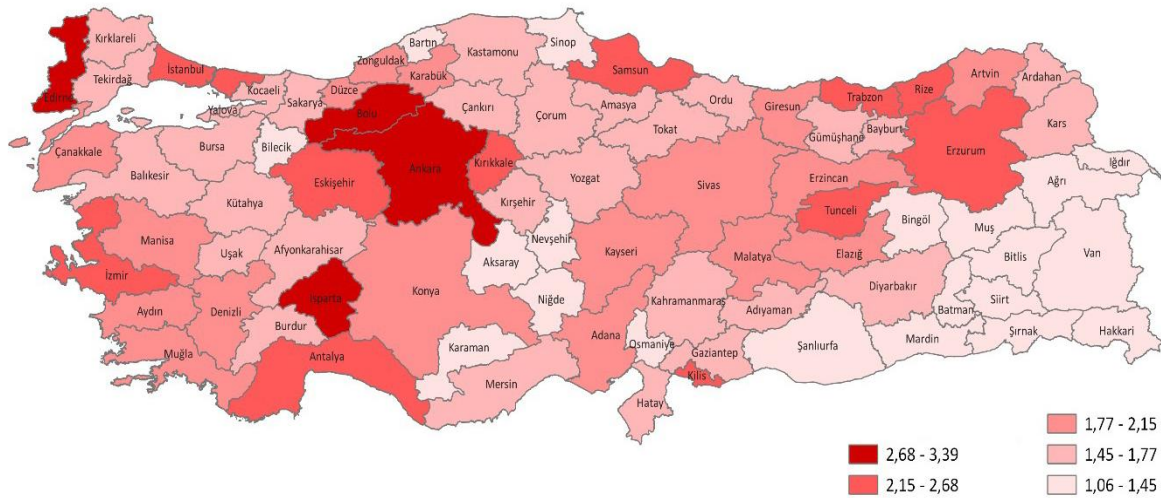 Kırklareli
Edirne
Tekirdağ
İstanbul
Kocaeli
Yalova
Sakarya
Düzce
Zonguldak
Bartın
Karabük
Kastamonu
Sinop
Samsun
Bolu
Çankırı
Çorum
Amasya
Ordu
Tokat
Giresun
Trabzon
Rize
Artvin
Ardahan
Gümüşhane
Bayburt
Kars
Erzurum
Iğdır
Ağrı
Çanakkale
Balıkesir
Bursa
Bilecik
Eskişehir
Ankara
Kırıkkale
Kırşehir
Yozgat
Sivas
Erzincan
Tunceli
Bingöl
Muş
Kütahya
Manisa
Uşak
Afyonkarahisar
Nevşehir
Aksaray
Kayseri
Malatya
Elazığ
Bitlis
Van
İzmir
Isparta
Konya
Niğde
Diyarbakır
Batman
Siirt
Aydın
Denizli
Burdur
Kahramanmaraş
Adıyaman
Şırnak
Hakkari
Muğla
Antalya
Karaman
Adana
Osmaniye
Gaziantep
Şanlıurfa
Mardin
Mersin
Kilis
Hatay
2,68 - 3,39
2,15 - 2,68
1,77 - 2,15
1,45 - 1,77
1,06 - 1,45